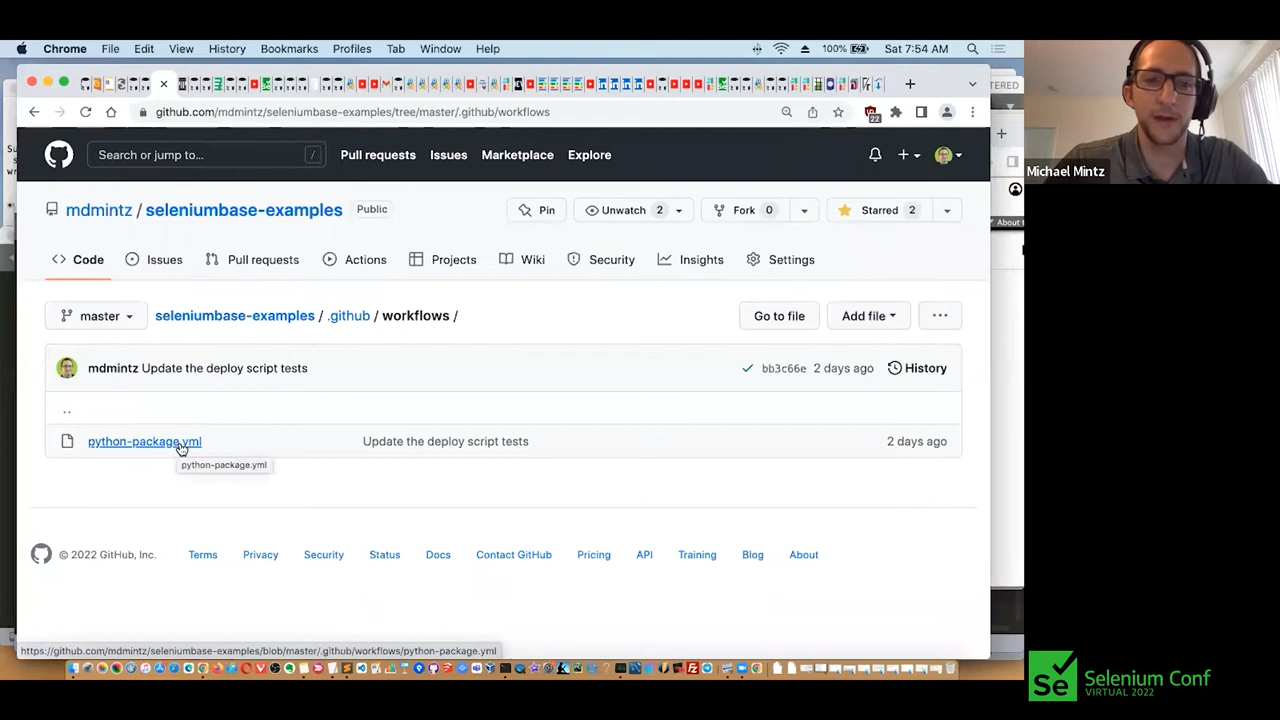 Chrome File Edit View History Bookmarks Profiles Tab Window Help 100% Sat 7:54 AM
github.com/mdmintz/seleniumbase-examples/tree/master/.github/workflows 22
Search or jump to... / Pull requests Issues Marketplace Explore
Michael Mintz
mdmintz / seleniumbase-examples Public Pin Unwatch 2 Fork 0 Starred 2
Code Issues Pull requests Actions Projects Wiki Security Insights Settings
master seleniumbase-examples / .github / workflows / Go to file Add file ...
mdmintz Update the deploy script tests bb3c66e 2 days ago History
..
python-package.yml Update the deploy script tests 2 days ago
python-package.yml
© 2022 GitHub, Inc. Terms Privacy Security Status Docs Contact GitHub Pricing API Training Blog About
https://github.com/mdmintz/seleniumbase-examples/blob/master/.github/workflows/python-package.yml
Se Selenium Conf
VIRTUAL 2022